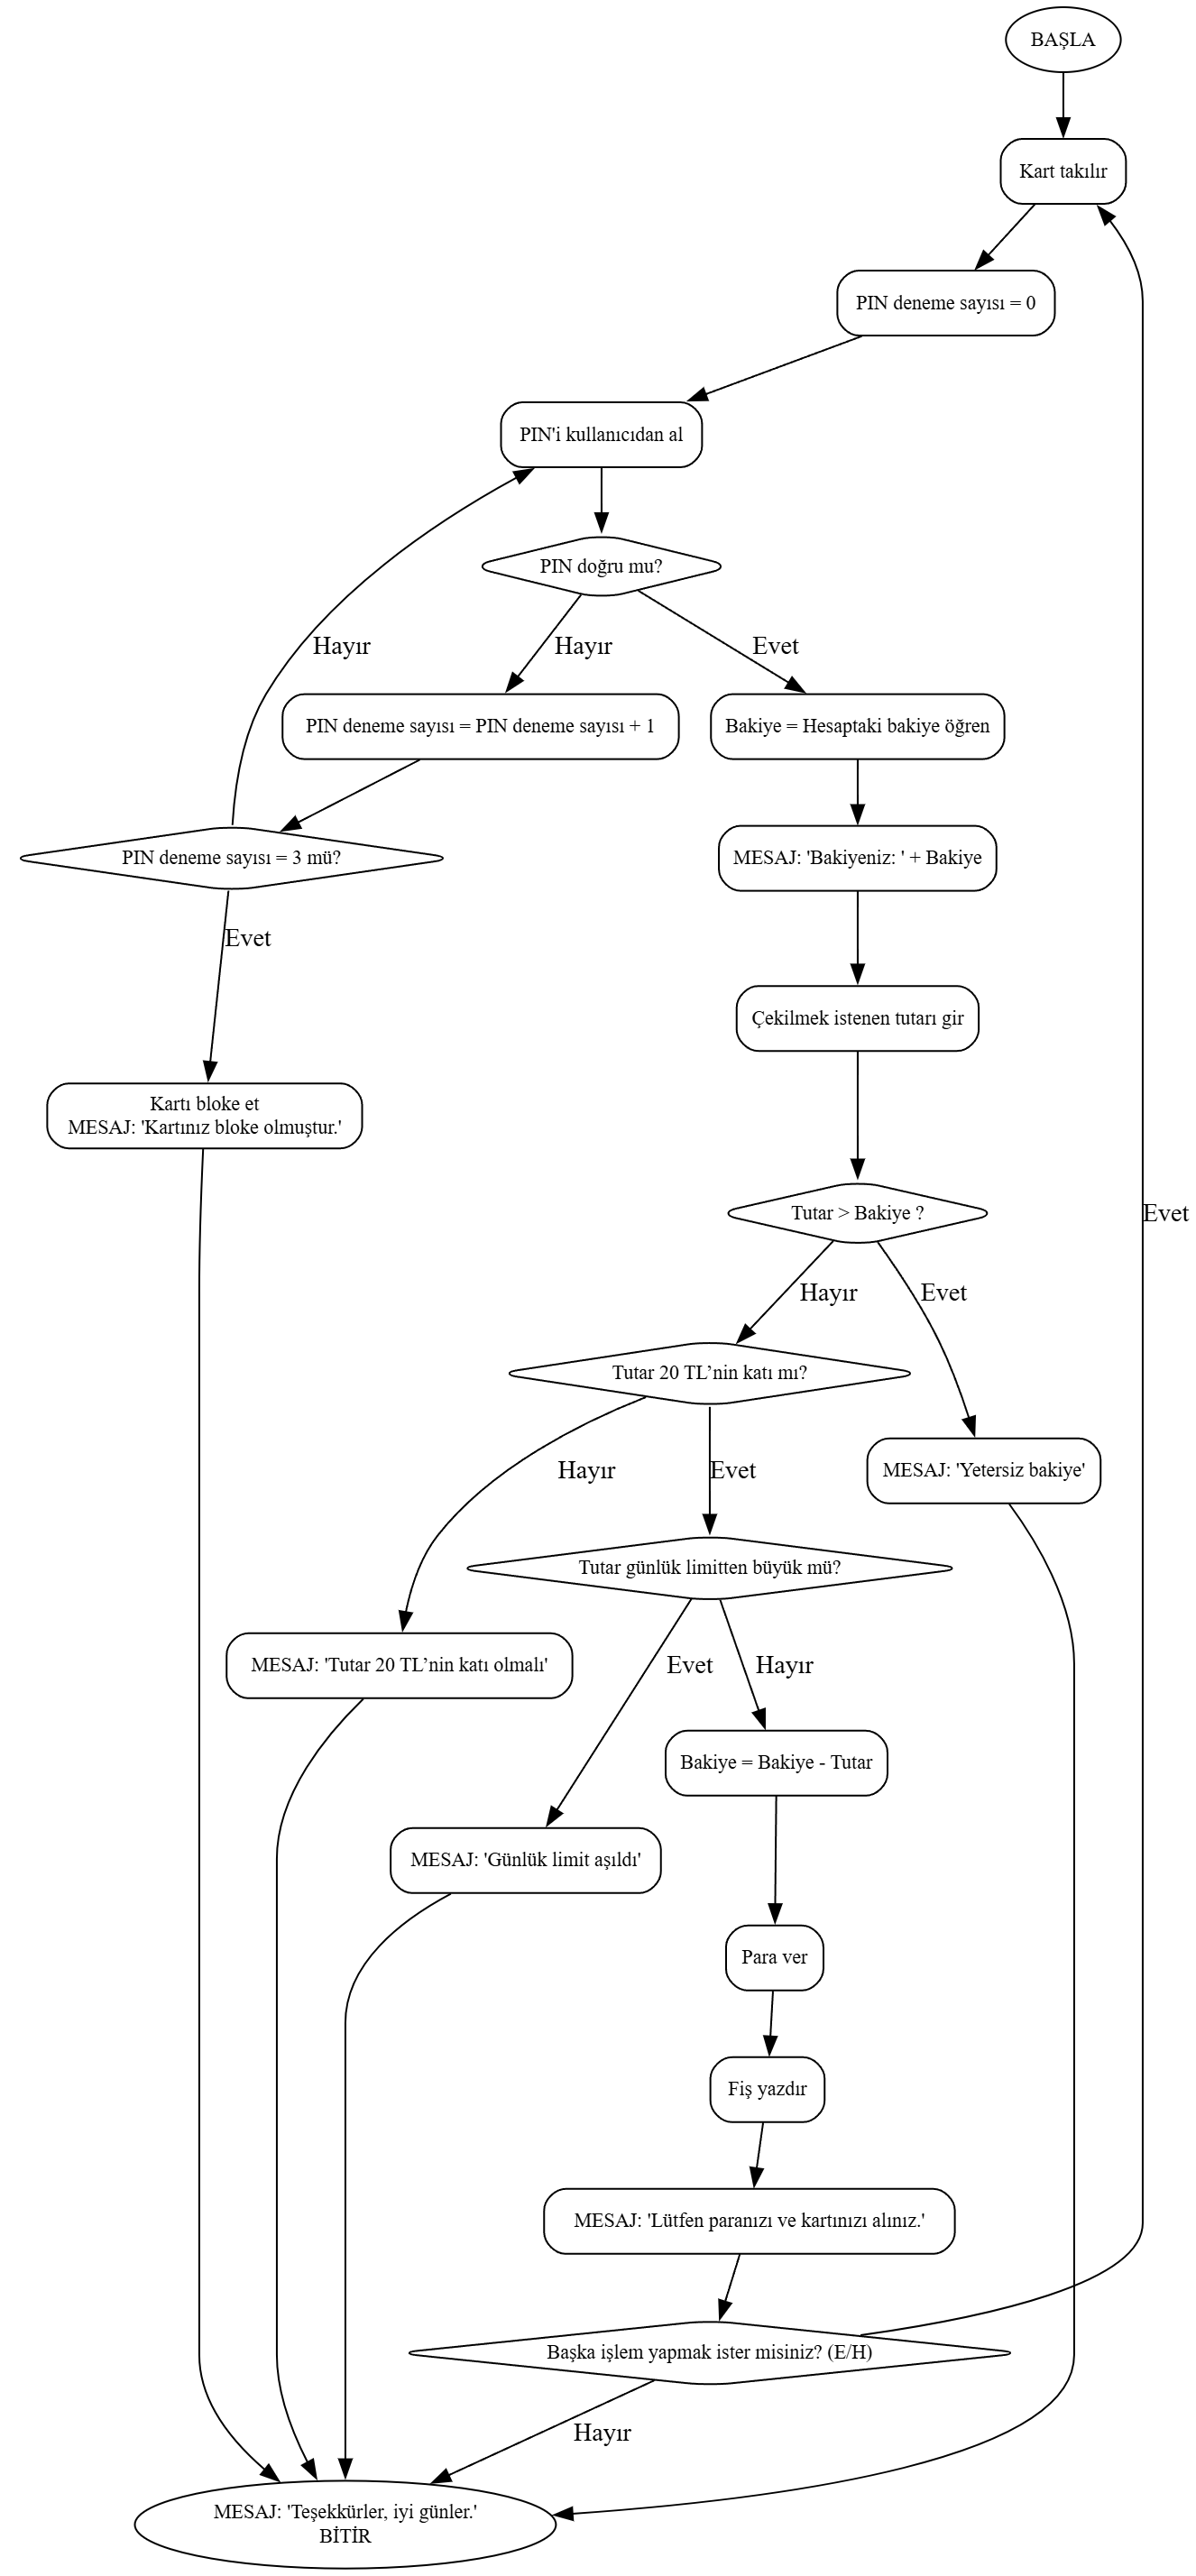 BAŞLA
Kart takılır
PIN deneme sayısı = 0
PIN'i kullanıcıdan al
PIN doğru mu?
Hayır
Hayır
Evet
PIN deneme sayısı = PIN deneme sayısı + 1
Bakiye = Hesaptaki bakiye öğren
PIN deneme sayısı = 3 mü?
MESAJ: 'Bakiyeniz: ' + Bakiye
Evet
Çekilmek istenen tutarı gir
Kartı bloke et
MESAJ: 'Kartınız bloke olmuştur.'
Tutar > Bakiye ?
Evet
Hayır
Evet
Tutar 20 TL’nin katı mı?
Hayır
Evet
MESAJ: 'Yetersiz bakiye'
Tutar günlük limitten büyük mü?
MESAJ: 'Tutar 20 TL’nin katı olmalı'
Evet
Hayır
Bakiye = Bakiye - Tutar
MESAJ: 'Günlük limit aşıldı'
Para ver
Fiş yazdır
MESAJ: 'Lütfen paranızı ve kartınızı alınız.'
Başka işlem yapmak ister misiniz? (E/H)
Hayır
MESAJ: 'Teşekkürler, iyi günler.'
BİTİR